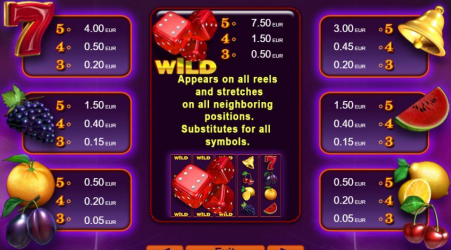 5 4.00 EUR
4 0.50 EUR
3 0.20 EUR
5 7.50 EUR
4 1.50 EUR
3 0.50 EUR
5 3.00 EUR
4 0.45 EUR
3 0.20 EUR
WILD
Appears on all reels
and stretches
on all neighboring
positions.
Substitutes for all
symbols.
5 1.50 EUR
4 0.40 EUR
3 0.15 EUR
5 1.50 EUR
4 0.40 EUR
3 0.15 EUR
WILD WILD WILD
WILD WILD WILD
5 0.50 EUR
4 0.20 EUR
3 0.05 EUR
5 0.50 EUR
4 0.20 EUR
3 0.05 EUR
Exit